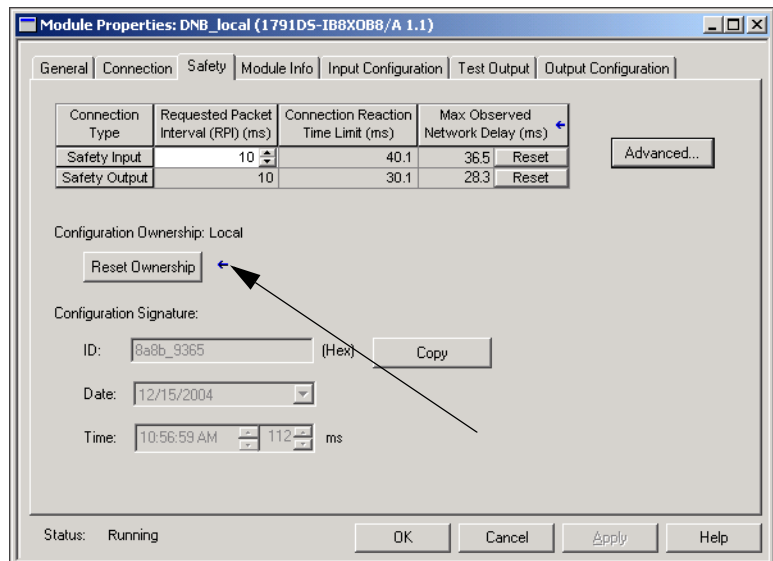 Module Properties: DNB_local (1791DS-IB8XOB8/A 1.1)
General Connection Safety Module Info Input Configuration Test Output Output Configuration
Connection Type Requested Packet Interval (RPI) (ms) Connection Reaction Time Limit (ms) Max Observed Network Delay (ms)
Safety Input 10 40.1 36.5 Reset
Safety Output 10 30.1 28.3 Reset
Advanced...
Configuration Ownership: Local
Reset Ownership
Configuration Signature:
ID: 8a8b_9365 (Hex) Copy
Date: 12/15/2004
Time: 10:56:59 AM 112 ms
Status: Running OK Cancel Apply Help